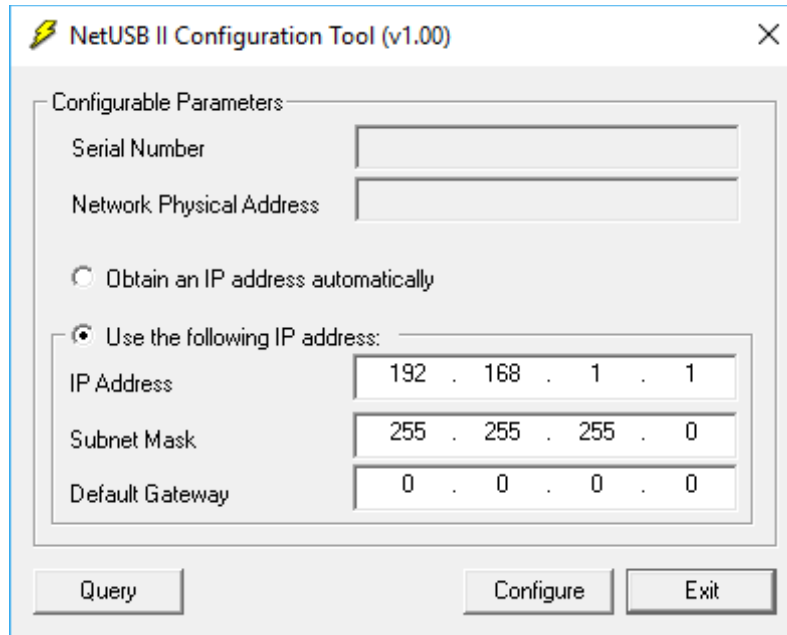 NetUSB II Configuration Tool (v1.00)
Configurable Parameters
Serial Number
Network Physical Address
Obtain an IP address automatically
Use the following IP address:
IP Address 192 . 168 . 1 . 1
Subnet Mask 255 . 255 . 255 . 0
Default Gateway 0 . 0 . 0 . 0
Query Configure Exit